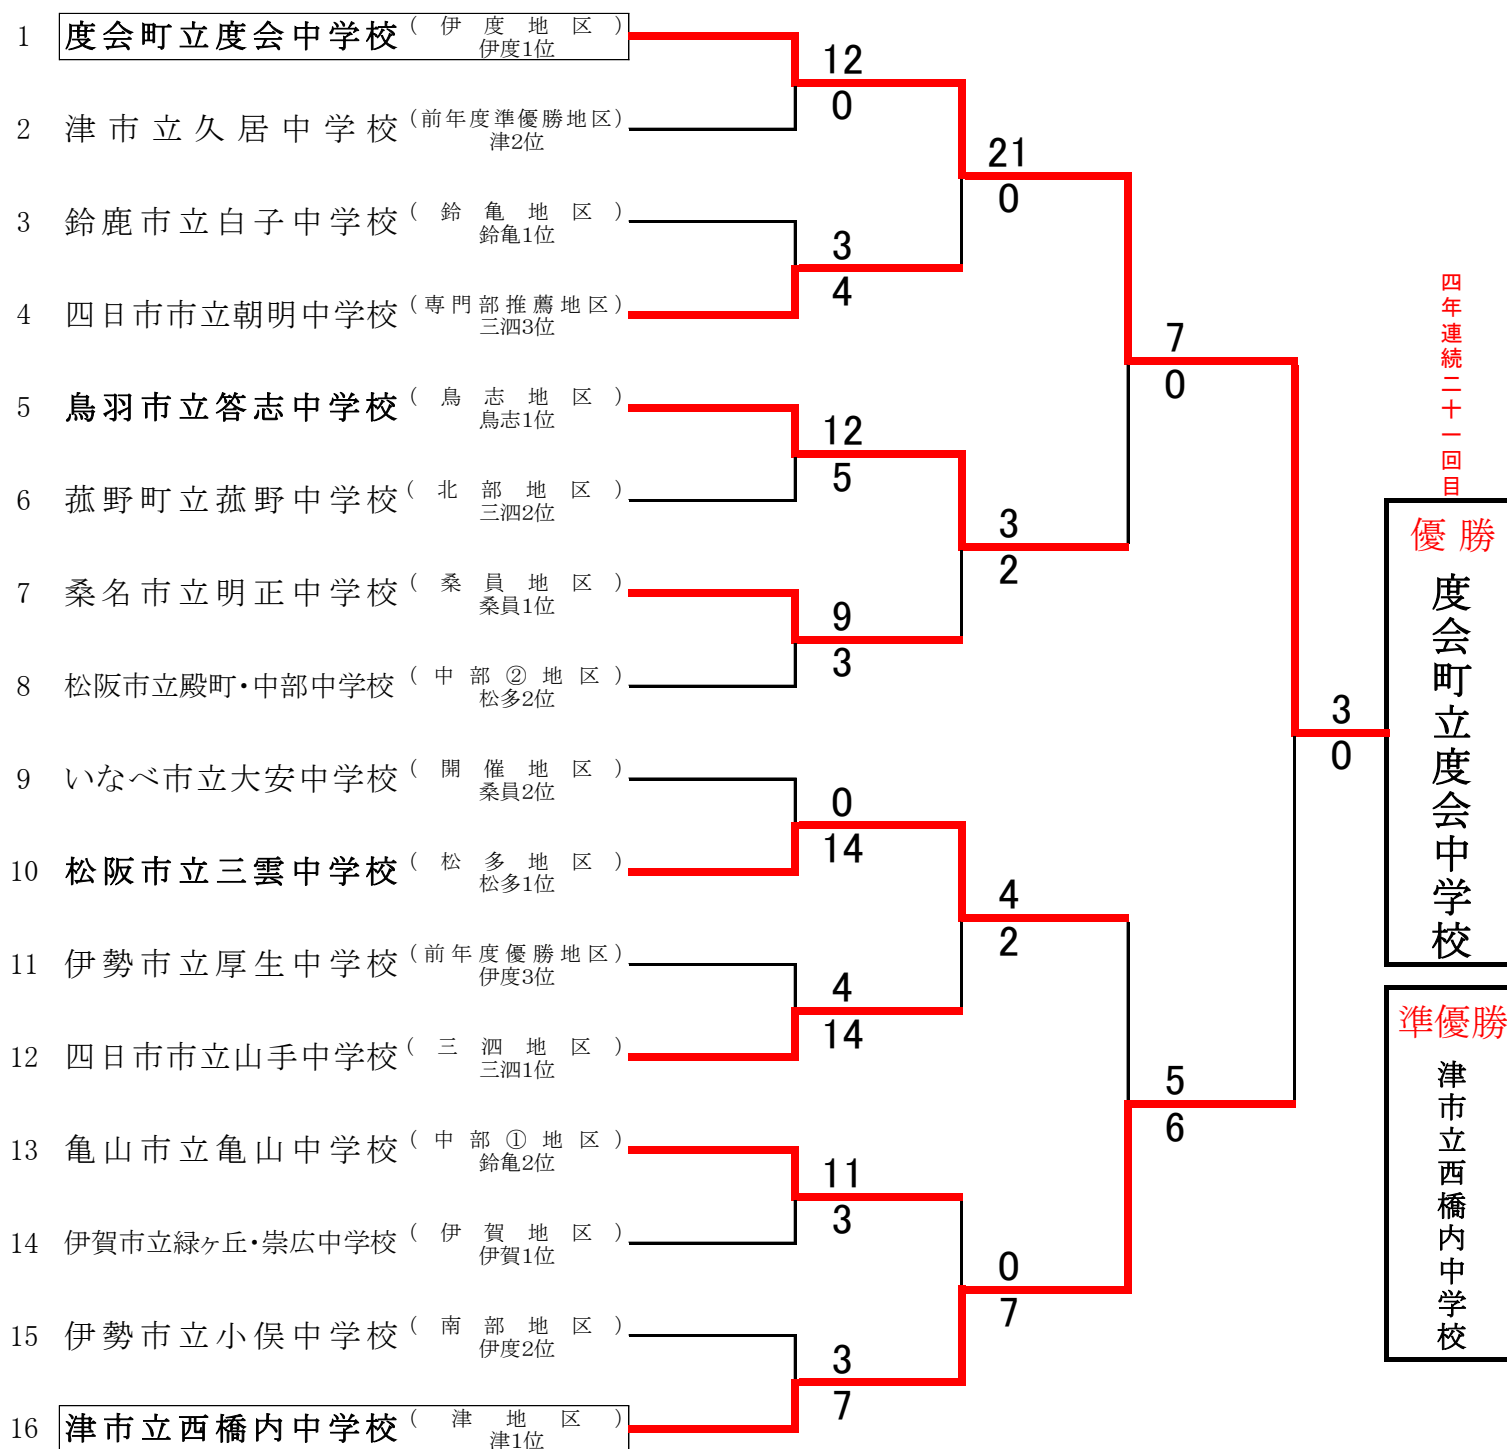 1 度会町立度会中学校 (伊度地区)
伊度1位
2 津市立久居中学校 (前年度準優勝地区)
津2位
3 鈴鹿市立白子中学校 (鈴亀地区)
鈴亀1位
4 四日市市立朝明中学校 (専門部推薦地区)
三泗3位
5 鳥羽市立答志中学校 (鳥志地区)
鳥志1位
6 菰野町立菰野中学校 (北部地区)
三泗2位
7 桑名市立明正中学校 (桑員地区)
桑員1位
8 松阪市立殿町・中部中学校 (中部②地区)
松多2位
9 いなべ市立大安中学校 (開催地区)
桑員2位
10 松阪市立三雲中学校 (松多地区)
松多1位
11 伊勢市立厚生中学校 (前年度優勝地区)
伊度3位
12 四日市市立山手中学校 (三泗地区)
三泗1位
13 亀山市立亀山中学校 (中部①地区)
鈴亀2位
14 伊賀市立緑ヶ丘・崇広中学校 (伊賀地区)
伊賀1位
15 伊勢市立小俣中学校 (南部地区)
伊度2位
16 津市立西橋内中学校 (津地区)
津1位
12
0
3
4
12
5
9
3
0
14
4
14
11
3
3
7
21
0
3
2
4
2
0
7
7
0
5
6
3
0
四年連続二十一回目
優勝
度会町立度会中学校
準優勝
津市立西橋内中学校